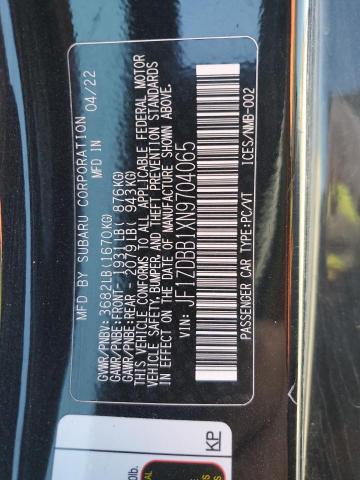 MFD BY SUBARU CORPORATION
MFD IN 04/22
GVWR/PNBV: 3682LB(1670KG)
GAWR/PNBE:FRONT- 1931LB( 876KG)
GAWR/PNBE:REAR - 2079LB( 943KG)
THIS VEHICLE CONFORMS TO ALL APPLICABLE FEDERAL MOTOR
VEHICLE SAFETY,BUMPER, AND THEFT PREVENTION STANDARDS
IN EFFECT ON THE DATE OF MANUFACTURE SHOWN ABOVE.
VIN: JF1ZDBB1XN9704065
PASSENGER CAR TYPE:PC/VT
ICES/NMB-002
KP
0lb.